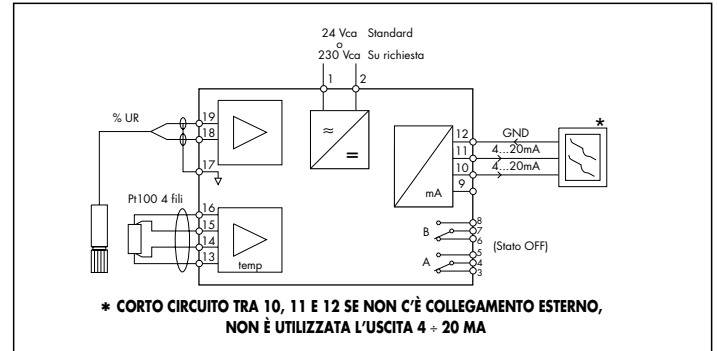 24 Vca Standard
o
230 Vca Su richiesta
1 2
% UR
19
18
17
≈
=
12 GND
11 4...20mA
10 4...20mA
9
mA
*
Pt100 4 fili
16
15
14
13
temp
8
B 7
6
(Stato OFF)
5
A 4
3
* CORTO CIRCUITO TRA 10, 11 E 12 SE NON C'È COLLEGAMENTO ESTERNO,
NON È UTILIZZATA L'USCITA 4 ÷ 20 MA